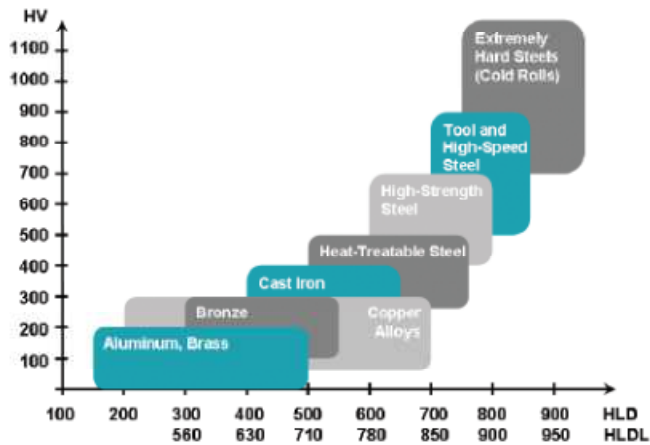 HV
1100
1000
900
800
700
600
500
400
300
200
100
Extremely
Hard Steels
(Cold Rolls)
Tool and
High-Speed
Steel
High-Strength
Steel
Heat-Treatable Steel
Cast Iron
Bronze
Copper
Alloys
Aluminum, Brass
100 200 300 400 500 600 700 800 900 HLD
560 630 710 780 850 900 950 HLDL